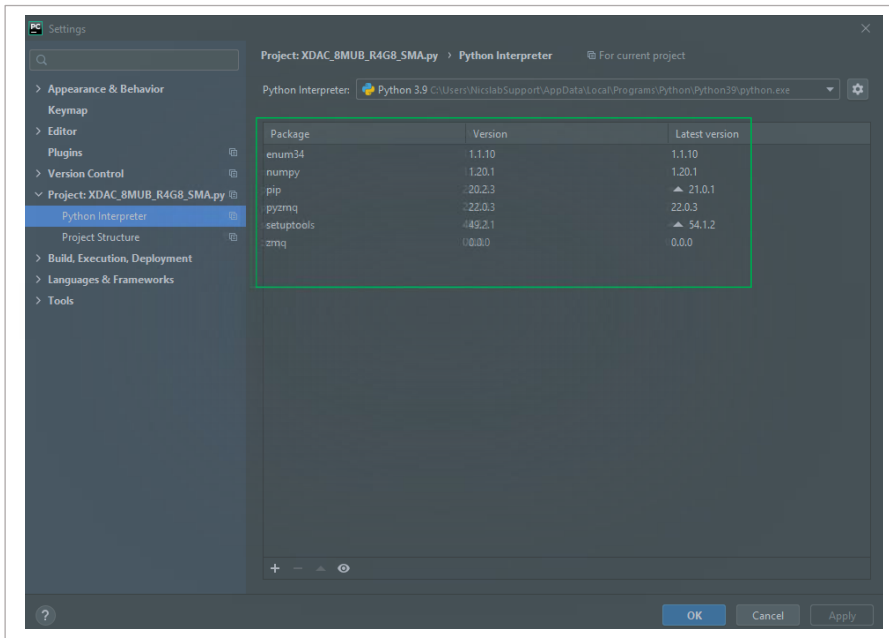 PC Settings
Project: XDAC_8MUB_R4G8_SMA.py > Python Interpreter For current project
Python Interpreter: Python 3.9 C:\Users\NicslabSupport\AppData\Local\Programs\Python\Python39\python.exe
> Appearance & Behavior
Keymap
> Editor
Plugins
> Version Control
Project: XDAC_8MUB_R4G8_SMA.py
Python Interpreter
Project Structure
> Build, Execution, Deployment
> Languages & Frameworks
> Tools
Package Version Latest version
enum34 1.1.10 1.1.10
numpy 1.20.1 1.20.1
pip 20.2.3 21.0.1
pyzmq 22.0.3 22.0.3
setuptools 49.2.1 54.1.2
zmq 0.0.0 0.0.0
?
OK Cancel Apply